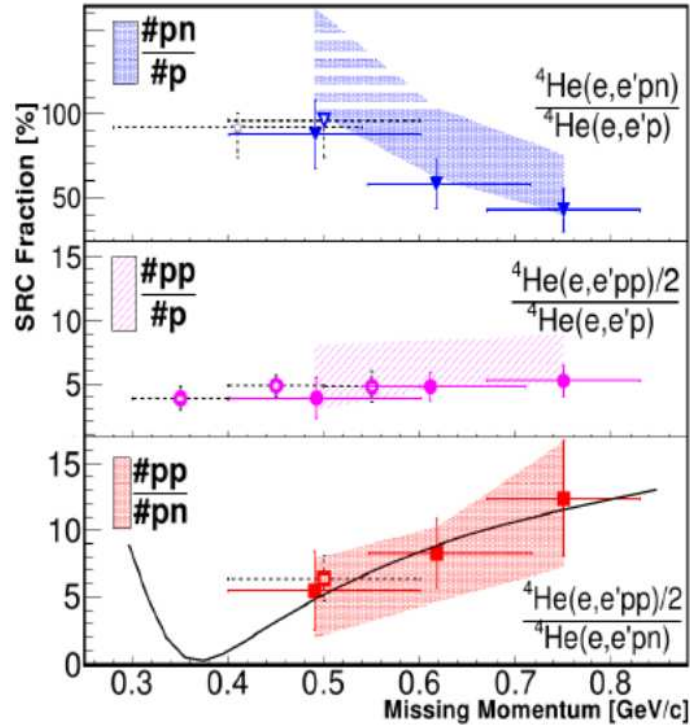 SRC Fraction [%]
#pn
#p
⁴He(e,e'pn)
⁴He(e,e'p)
100
50
#pp
#p
⁴He(e,e'pp)/2
⁴He(e,e'p)
15
10
5
#pp
#pn
⁴He(e,e'pp)/2
⁴He(e,e'pn)
15
10
5
0
0.3 0.4 0.5 0.6 0.7 0.8
Missing Momentum [GeV/c]